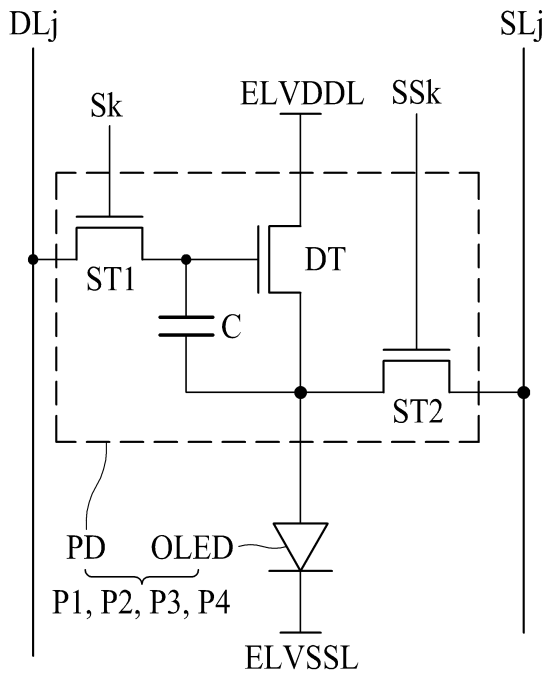 DLj
SLj
Sk
ELVDDL
SSk
ST1
DT
C
ST2
PD
OLED
P1, P2, P3, P4
ELVSSL